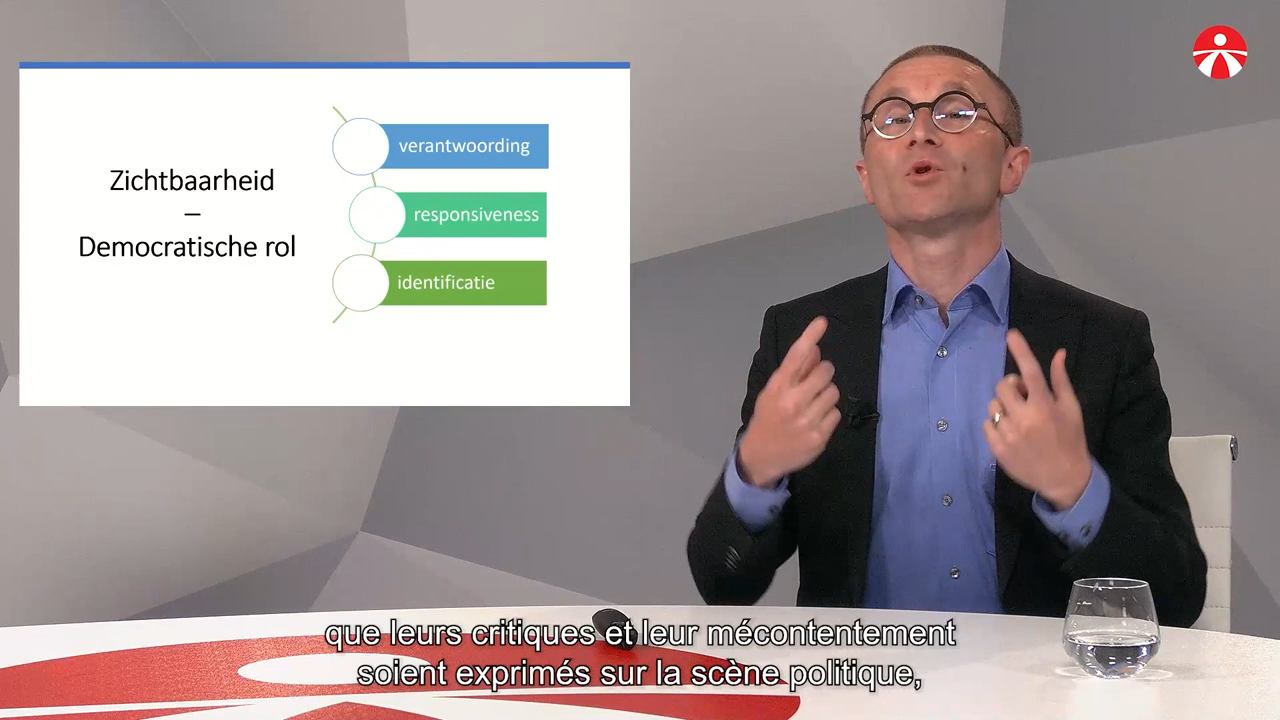 Zichtbaarheid
–
Democratische rol
verantwoording
responsiveness
identificatie
que leurs critiques et leur mécontentement
soient exprimés sur la scène politique,